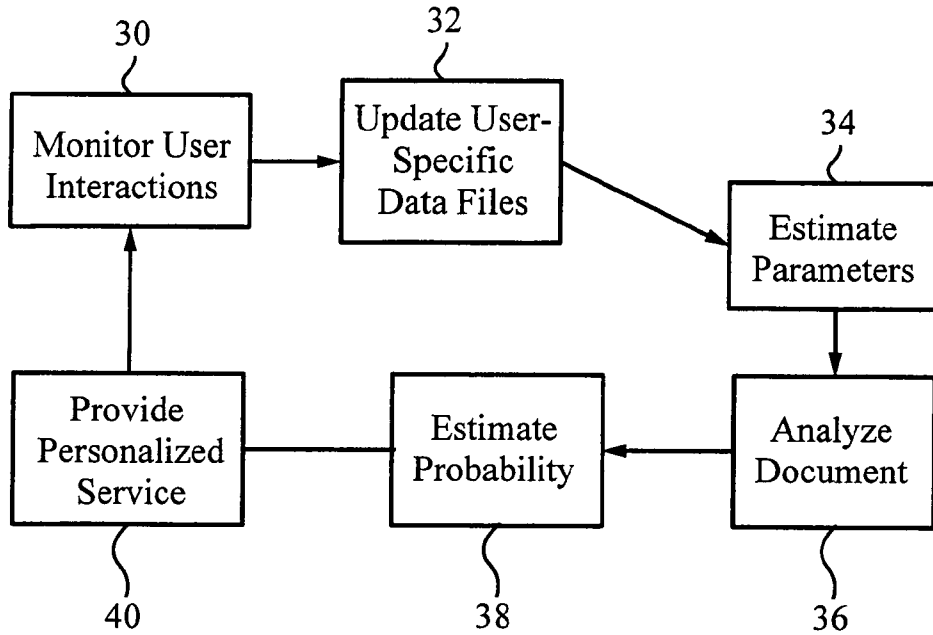 30
Monitor User
Interactions
32
Update User-
Specific
Data Files
34
Estimate
Parameters
Provide
Personalized
Service
40
Estimate
Probability
38
Analyze
Document
36